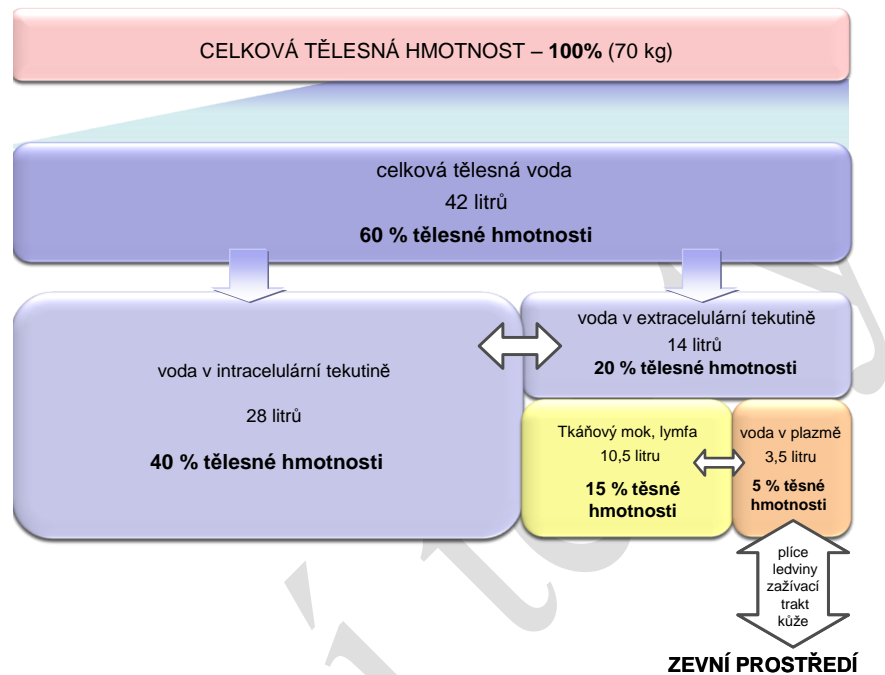 CELKOVÁ TĚLESNÁ HMOTNOST – 100% (70 kg)
celková tělesná voda
42 litrů
60 % tělesné hmotnosti
voda v intracelulární tekutině
28 litrů
40 % tělesné hmotnosti
voda v extracelulární tekutině
14 litrů
20 % tělesné hmotnosti
Tkáňový mok, lymfa
10,5 litru
15 % těsné
hmotnosti
voda v plazmě
3,5 litru
5 % těsné
hmotnosti
plíce
ledviny
zažívací
trakt
kůže
ZEVNÍ PROSTŘEDÍ